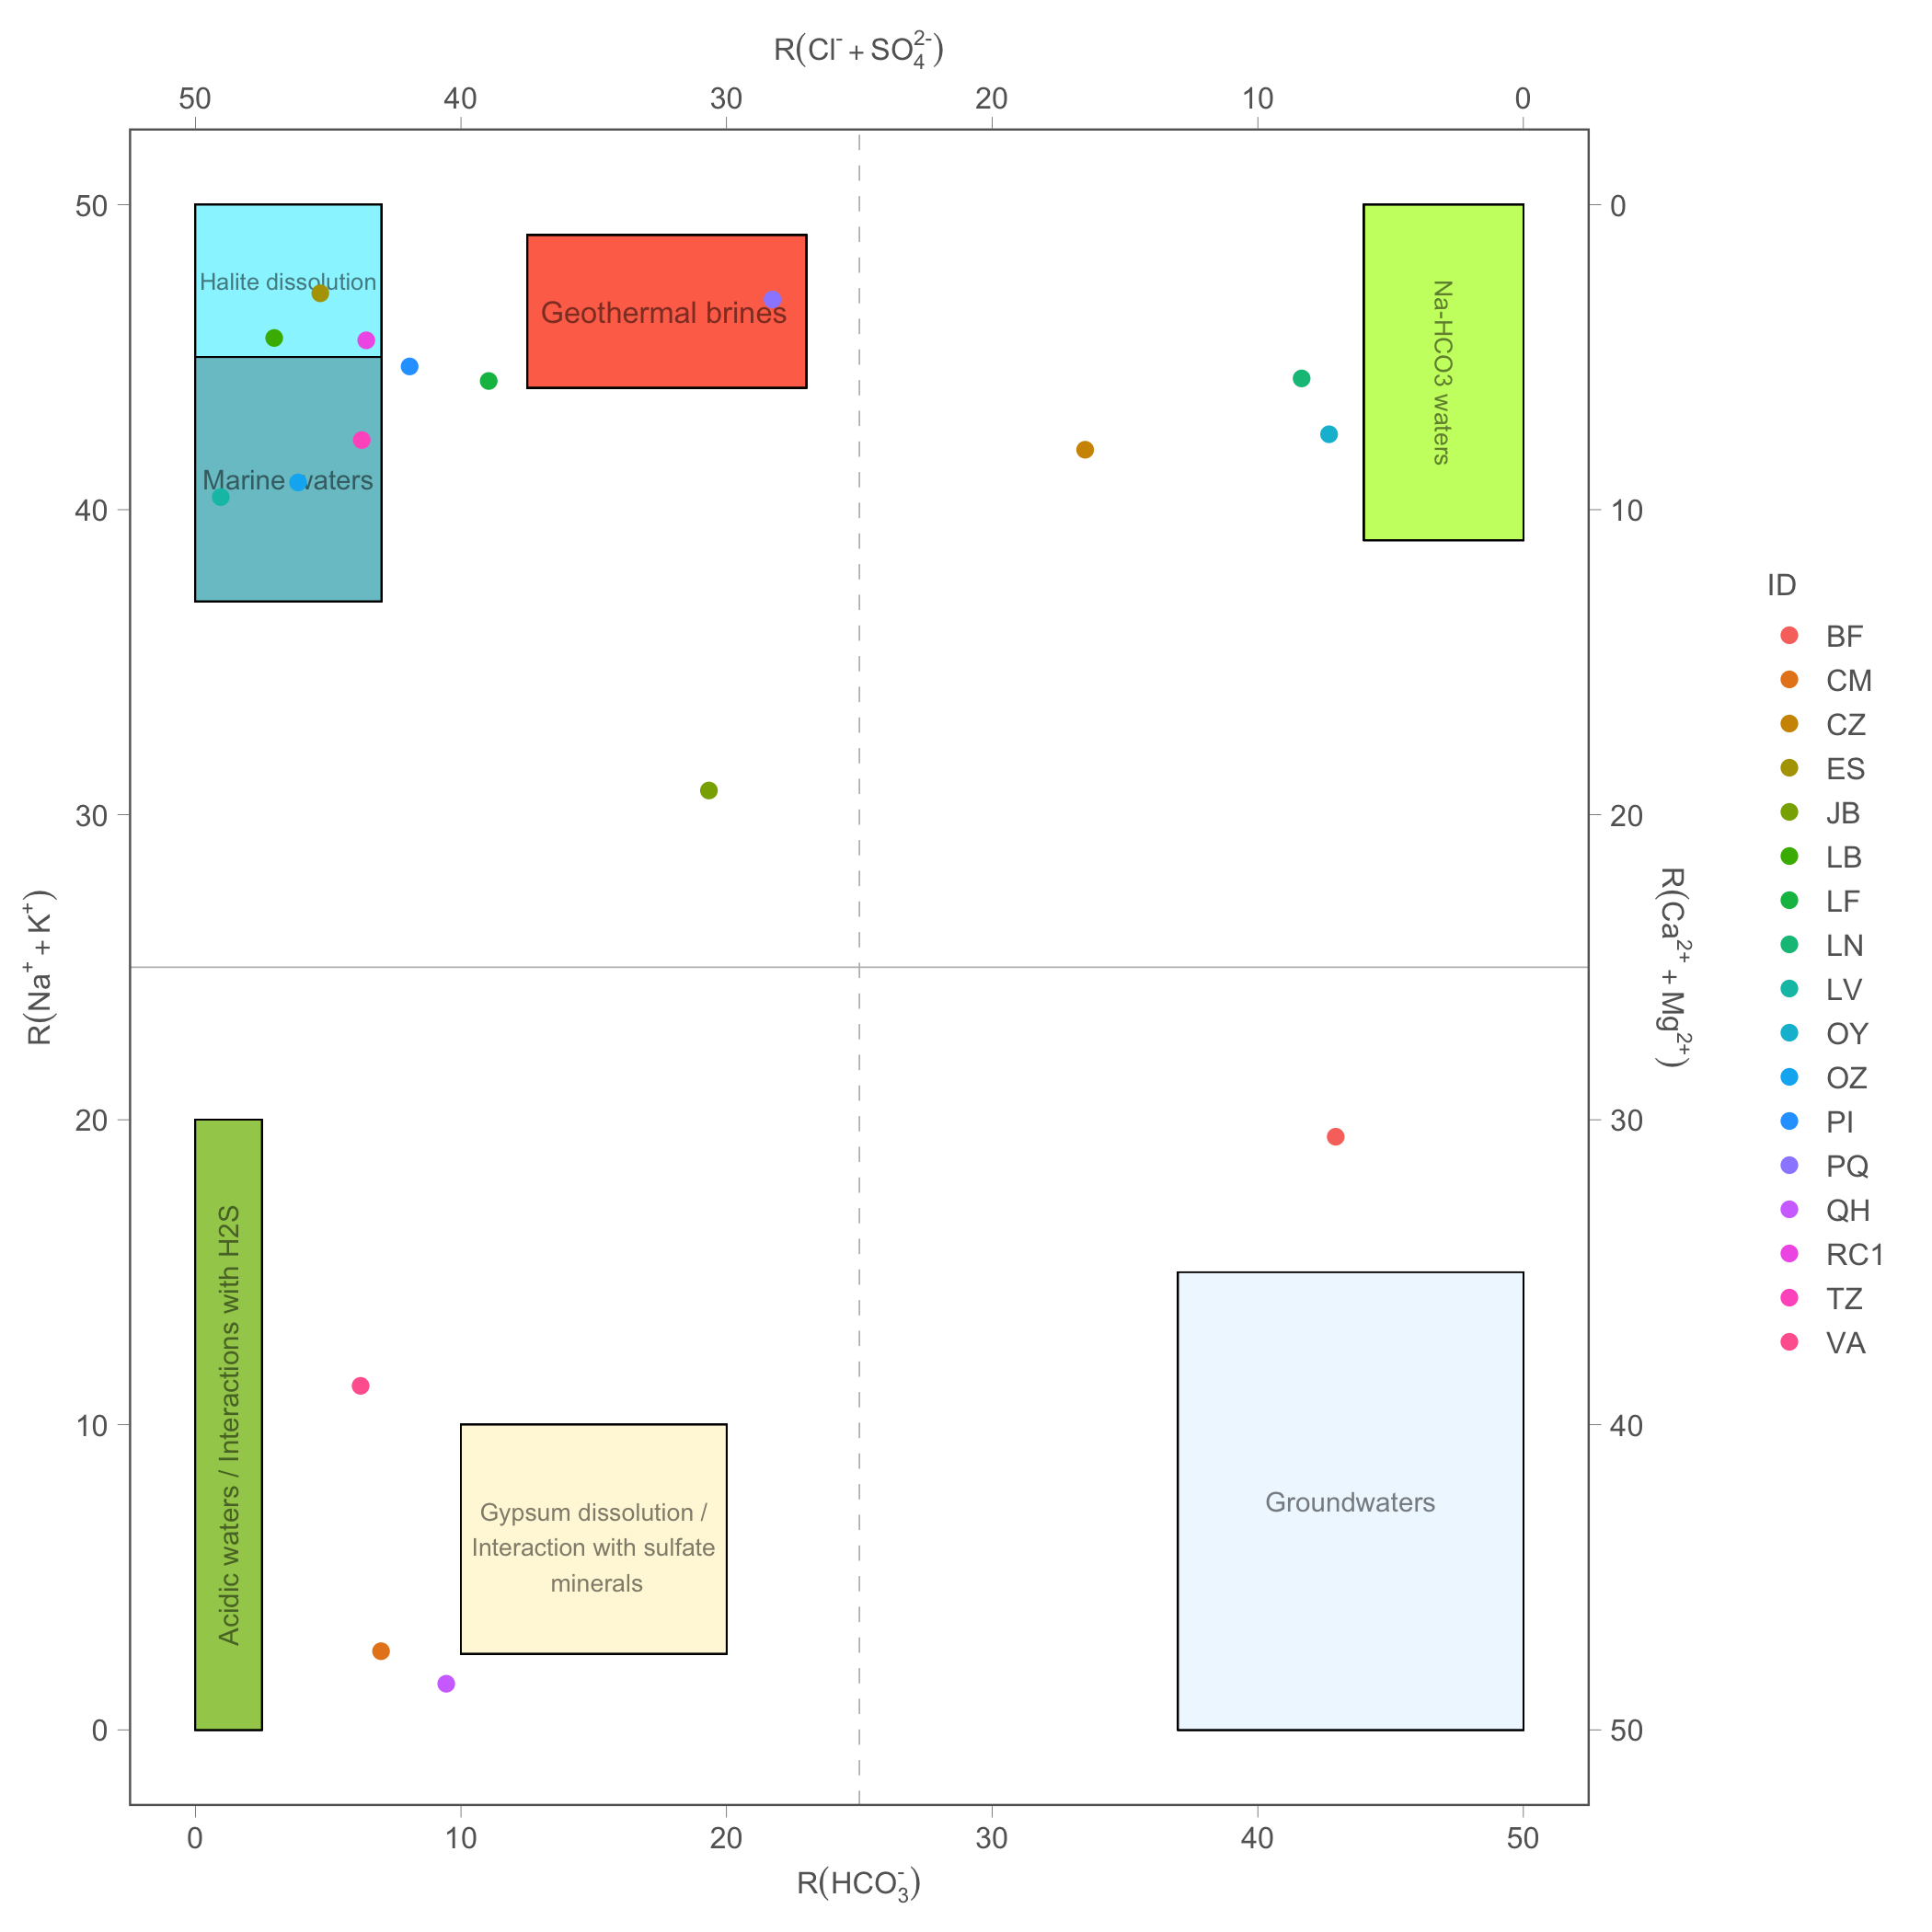 R(Cl⁻ + SO₄²⁻)
50 40 30 20 10 0
50 0
Halite dissolution
Geothermal brines
Na-HCO3 waters
Marine waters
40 10
30 20
R(Na⁺ + K⁺)
R(Ca²⁺ + Mg²⁺)
20 30
Acidic waters / Interactions with H2S
10 40
Gypsum dissolution /
Interaction with sulfate
minerals
Groundwaters
0 50
0 10 20 30 40 50
R(HCO₃⁻)
ID
BF
CM
CZ
ES
JB
LB
LF
LN
LV
OY
OZ
PI
PQ
QH
RC1
TZ
VA